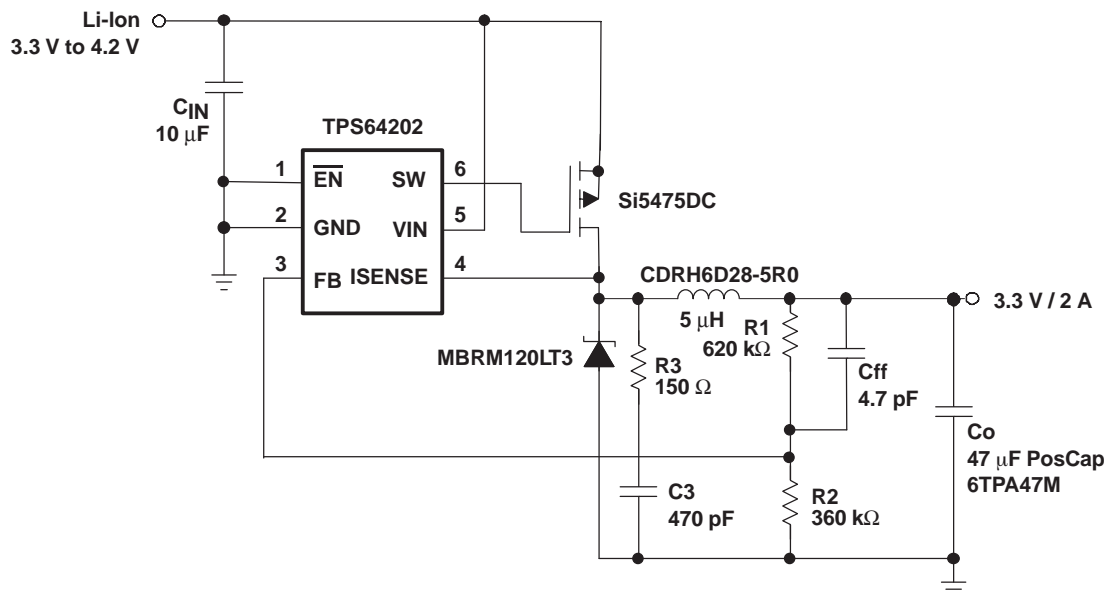 Li-Ion
3.3 V to 4.2 V
CIN
10 µF
TPS64202
1
EN
SW
6
2
GND
VIN
5
3
FB
ISENSE
4
Si5475DC
CDRH6D28-5R0
5 µH
3.3 V / 2 A
R1
620 kΩ
MBRM120LT3
R3
150 Ω
Cff
4.7 pF
Co
47 µF PosCap
6TPA47M
C3
470 pF
R2
360 kΩ